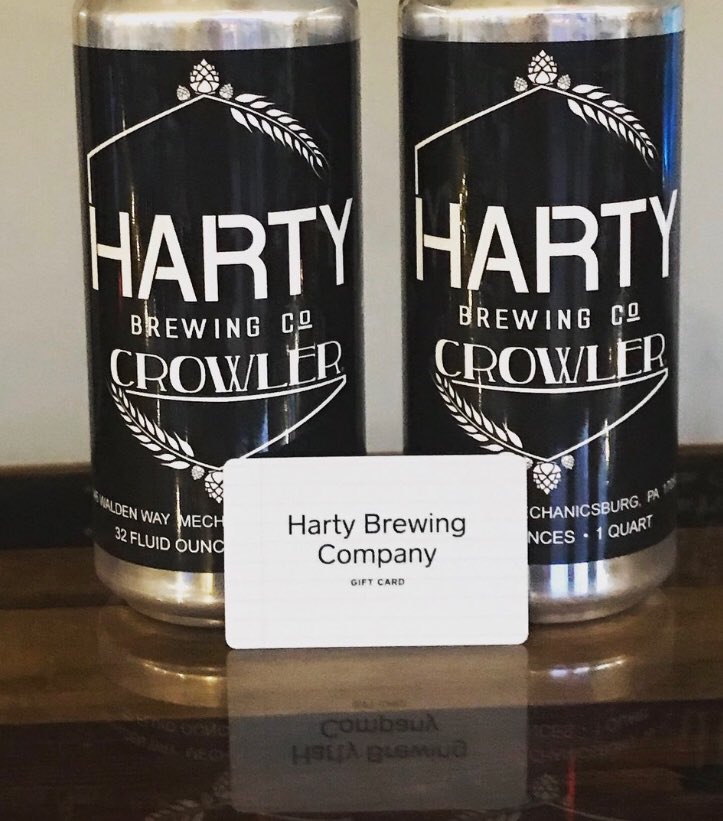 HARTY
BREWING CO
CROWLER
WALDEN WAY MECH
32 FLUID OUNC
HARTY
BREWING CO
CROWLER
CHANICSBURG, PA
NCES • 1 QUART
Harty Brewing
Company
GIFT CARD